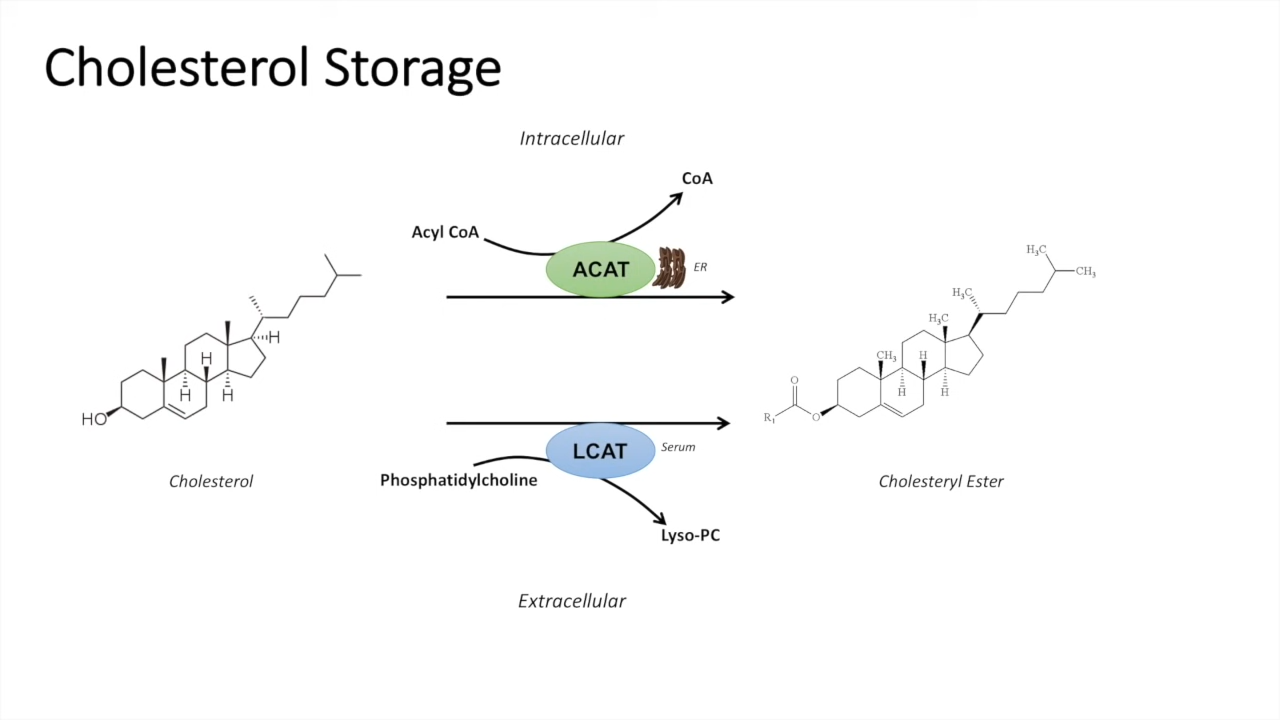 Cholesterol Storage
Intracellular
CoA
Acyl CoA
ACAT
ER
H
H
H
H
HO
Cholesterol
H₃C
CH₃
H₃C
H₃C
CH₃
H
H
H
O
R₁
O
Cholesteryl Ester
LCAT
Serum
Phosphatidylcholine
Lyso-PC
Extracellular